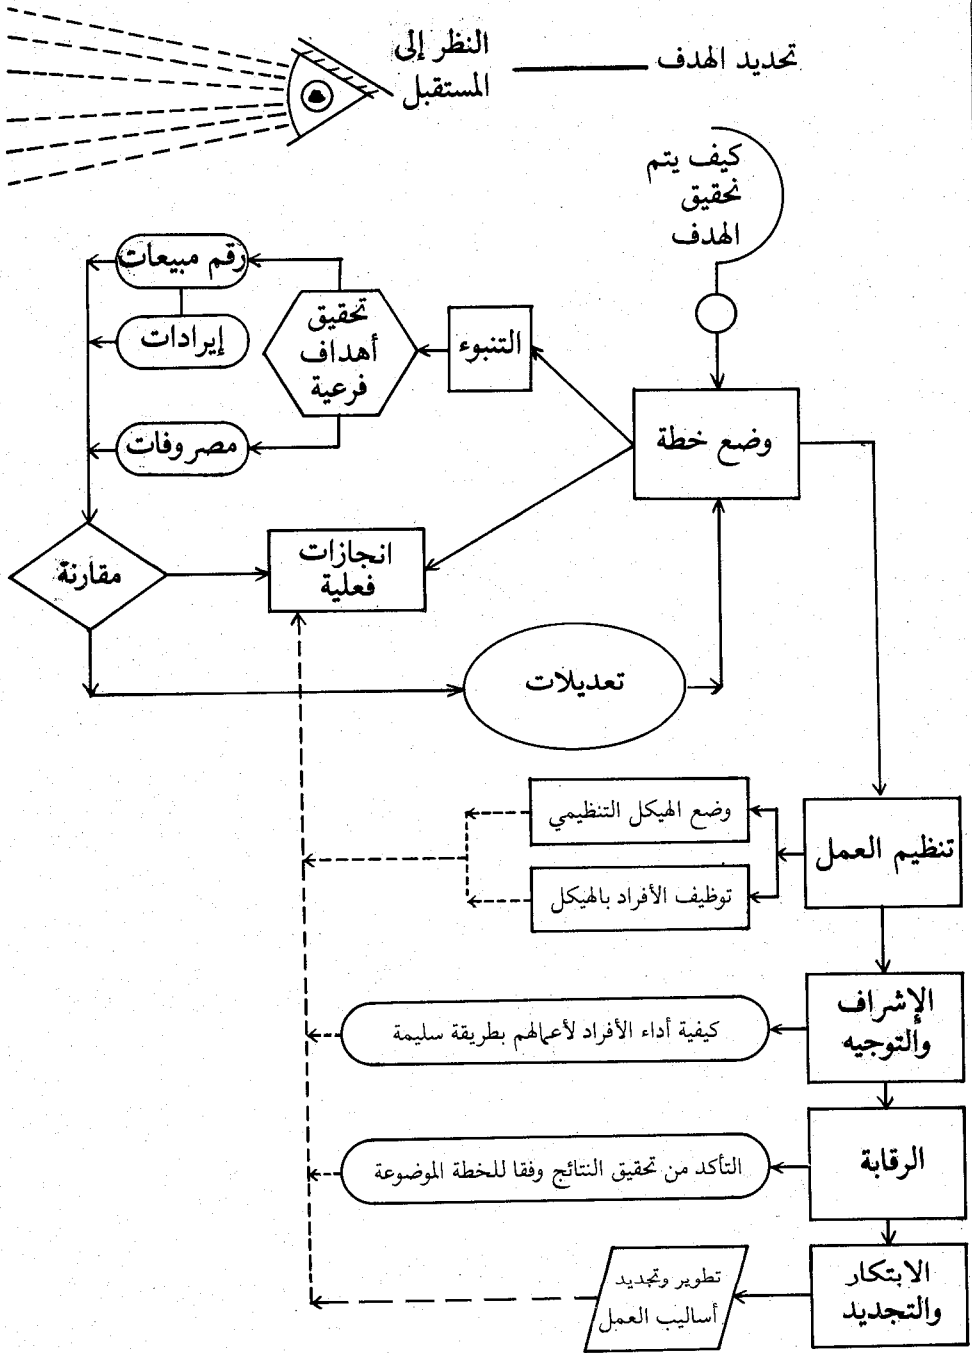 تحديد الهدف
النظر إلى
المستقبل
كيف يتم
تحقيق
الهدف
رقم مبيعات
إيرادات
مصروفات
تحقيق
أهداف
فرعية
التنبوء
وضع خطة
مقارنة
انجازات
فعلية
تعديلات
وضع الهيكل التنظيمي
توظيف الأفراد بالهيكل
تنظيم العمل
الإشراف
والتوجيه
كيفية أداء الأفراد لأعمالهم بطريقة سليمة
الرقابة
التأكد من تحقيق النتائج وفقا للخطة الموضوعة
الابتكار
والتجديد
تطوير وتجديد
أساليب العمل